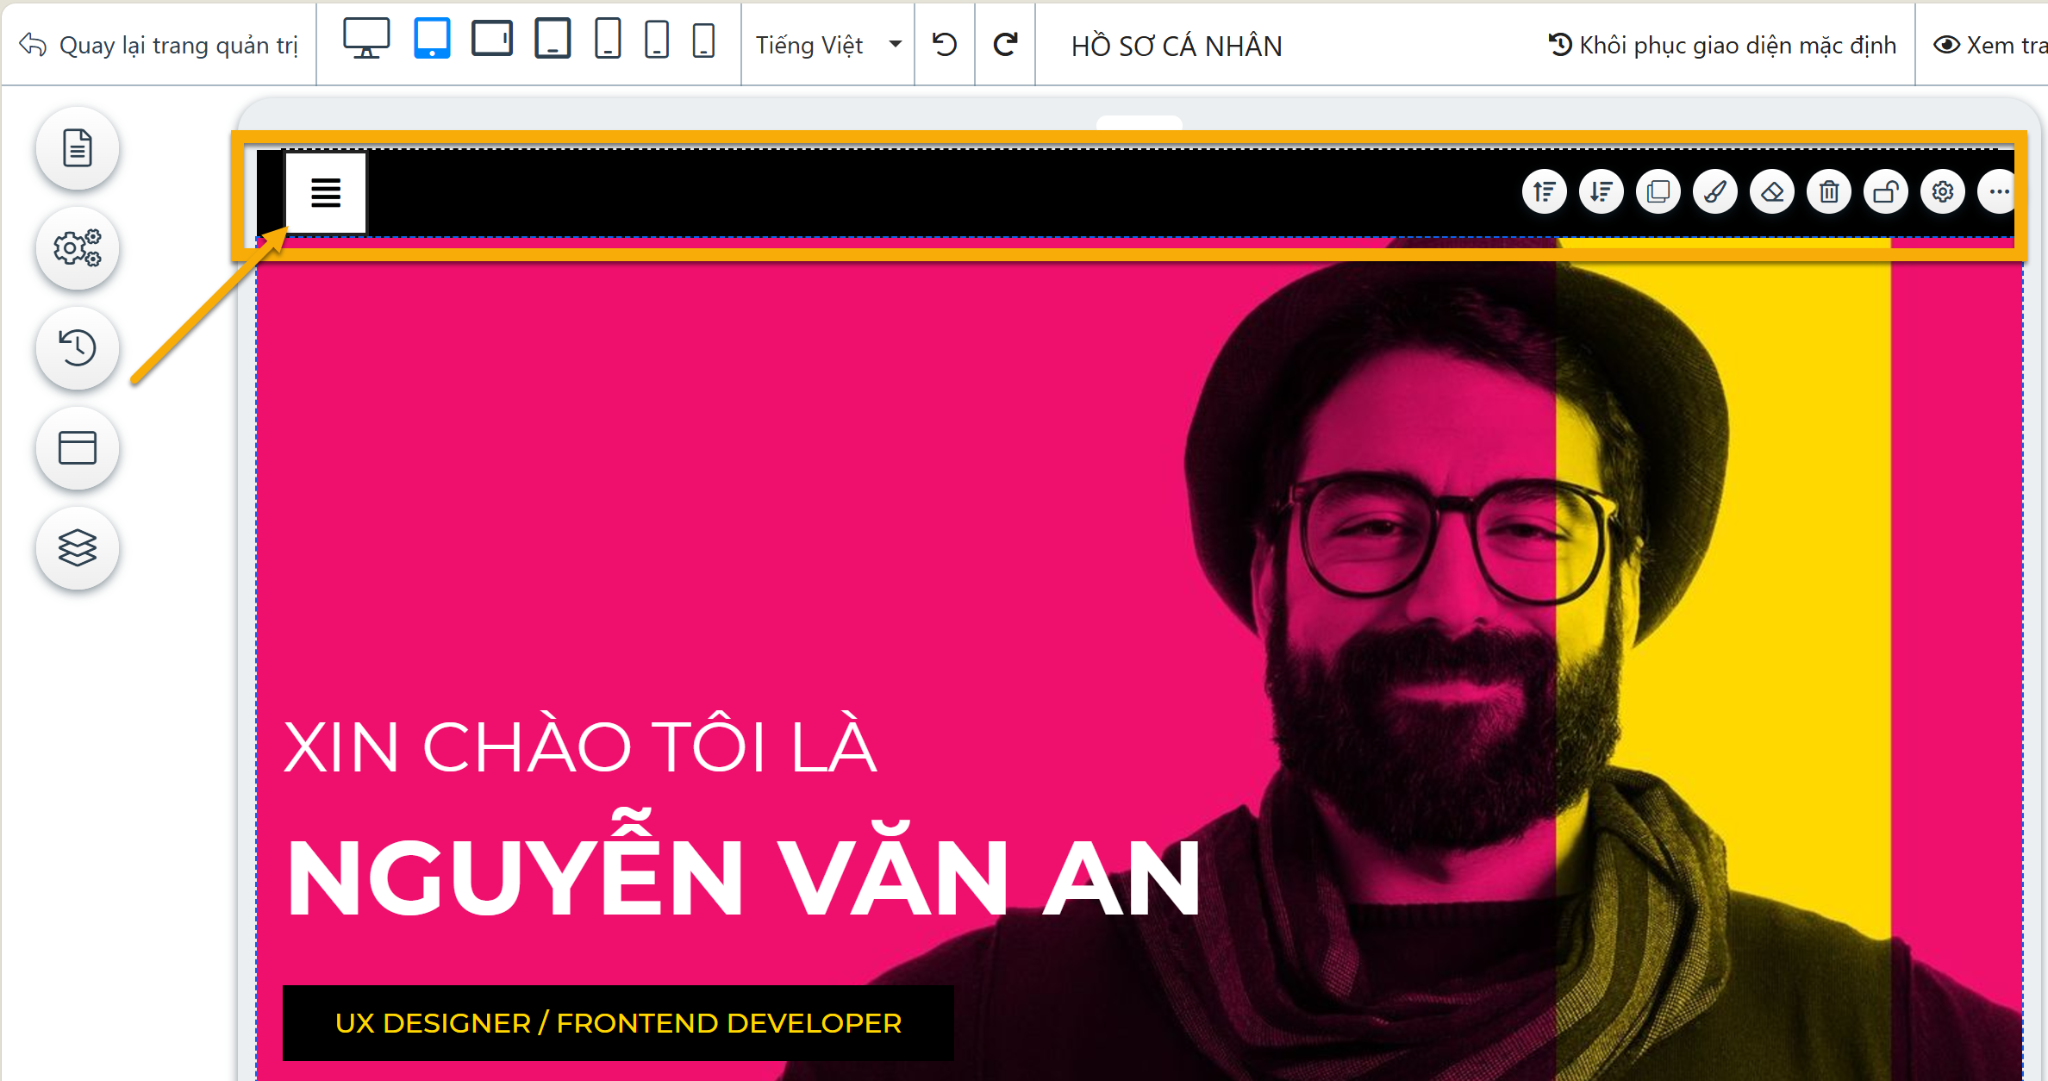 Quay lại trang quản trị
Tiếng Việt
HỒ SƠ CÁ NHÂN
Khôi phục giao diện mặc định
Xem tra
XIN CHÀO TÔI LÀ
NGUYỄN VĂN AN
UX DESIGNER / FRONTEND DEVELOPER